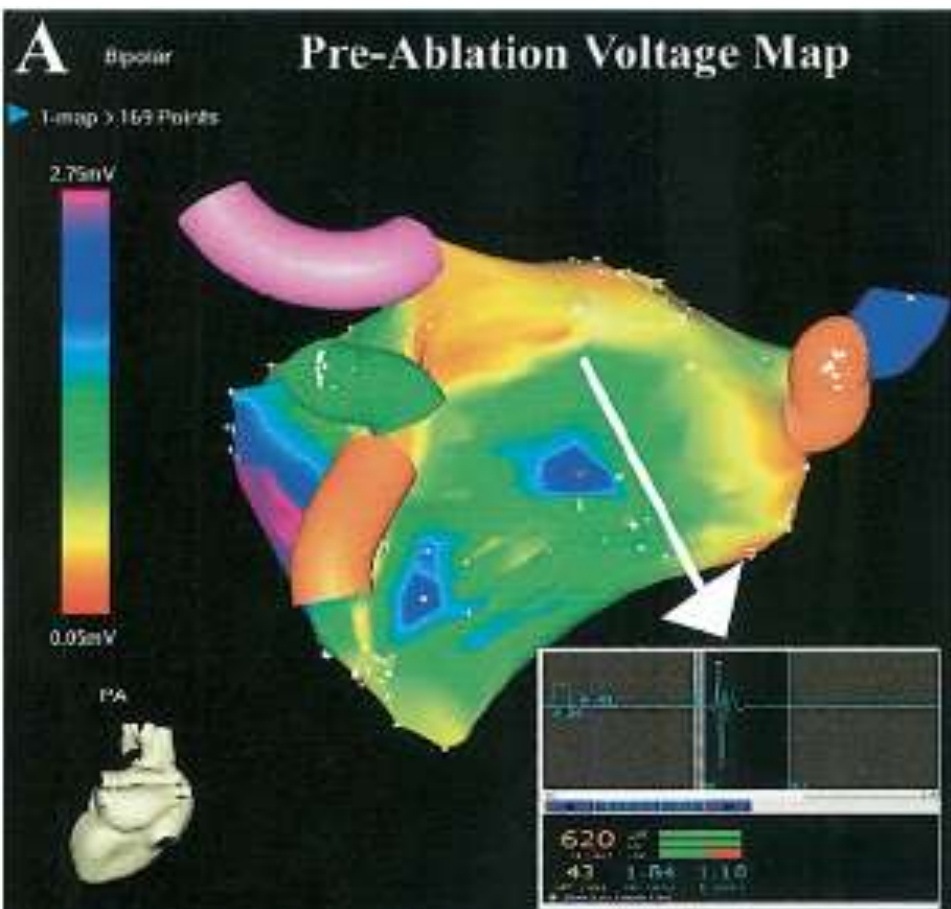 A Bipolar Pre-Ablation Voltage Map
1-map > 169 Points
2.75mV
0.05mV
PA
620
43 1.84 1.10